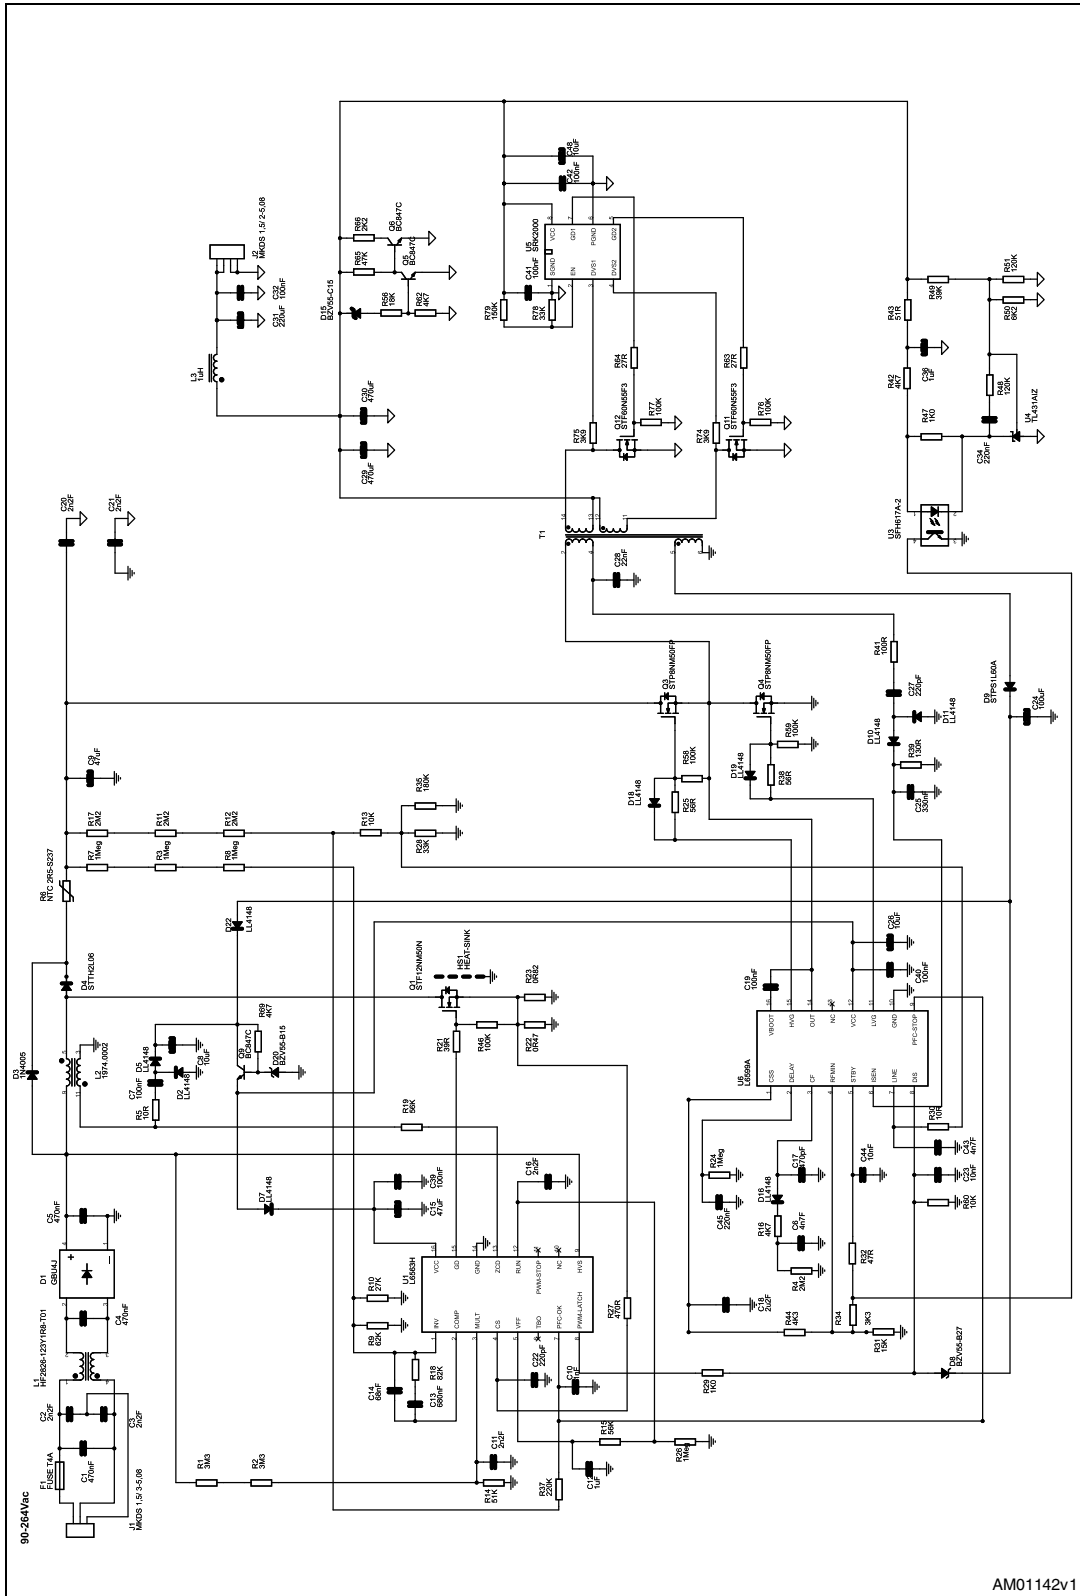 90-264Vac
J1
MKDS 1,5/ 3-5,08
F1
FUSE T4A
C1
470nF
C2
2n2F
C3
2n2F
L1
HF2826-123Y1R8-T01
C4
470nF
D1
GBU4J
C5
470nF
D3
1N4005
L2
1974.0002
D4
STTH2L06
R6
NTC 2R5-S237
C9
47uF
C20
2n2F
C21
2n2F
R5
10R
C7
100nF
D5
LL4148
D2
LL4148
C8
10uF
R69
4K7
Q9
BC847C
D20
BZV55-B15
D22
LL4148
R7
1Meg
R3
1Meg
R8
1Meg
R17
2M2
R11
2M2
R12
2M2
R13
10K
R35
180K
R28
33K
R1
3M3
R2
3M3
D7
LL4148
R19
56K
C39
100nF
C15
47uF
R10
27K
R9
62K
C14
68nF
R18
82K
C13
680nF
U1
L6563H
INV
COMP
MULT
CS
VFF
TBO
PFC-OK
PWM-LATCH
VCC
GD
GND
ZCD
RUN
PWM-STOP
NC
HVS
C16
2n2F
C22
220pF
C10
1nF
C11
2n2F
R14
51K
R37
220K
C12
1uF
R15
56K
R26
1Meg
R27
470R
R29
1K0
Q1
STF12NM50N
HS1
HEAT-SINK
R21
39R
R46
100K
R22
0R47
R23
0R82
U6
L6599A
CSS
DELAY
CF
RFMIN
STBY
ISEN
LINE
DIS
VBOOT
HVG
OUT
NC
VCC
LVG
GND
PFC-STOP
C19
100nF
C40
100nF
C26
10uF
R24
1Meg
C45
220nF
D16
LL4148
C17
470pF
R16
4K7
C6
4n7F
R4
2M2
C18
2u2F
R44
4K3
R34
3K3
R31
15K
R32
47R
C44
10nF
R30
10R
C43
4n7F
C23
10nF
R60
10K
D8
BZV55-B27
Q3
STP8NM50FP
Q4
STP8NM50FP
D18
LL4148
R25
56R
R58
100K
D19
LL4148
R38
56R
R59
100K
R41
100R
C27
220pF
D11
LL4148
D10
LL4148
R39
130R
C25
330nF
D9
STPS1L60A
C24
100uF
T1
C28
22nF
L3
1uH
C31
220uF
C32
100nF
J2
MKDS 1,5/ 2-5,08
C29
470uF
C30
470uF
D15
BZV55-C15
R56
18K
R62
4K7
R65
47K
R66
2K2
Q5
BC847C
Q6
BC847C
R79
150K
R78
33K
C41
100nF
U5
SRK2000
SGND
EN
DVS1
DVS2
VCC
GD1
PGND
GD2
C42
100nF
C48
10uF
R75
3K9
R74
3K9
R64
27R
R63
27R
Q12
STF60N55F3
Q11
STF60N55F3
R77
100K
R76
100K
U3
SFH617A-2
R47
1K0
R42
4K7
R43
51R
C36
1uF
C34
220nF
R48
120K
R49
39K
R50
6K2
R51
120K
U4
TL431AIZ
AM01142v1